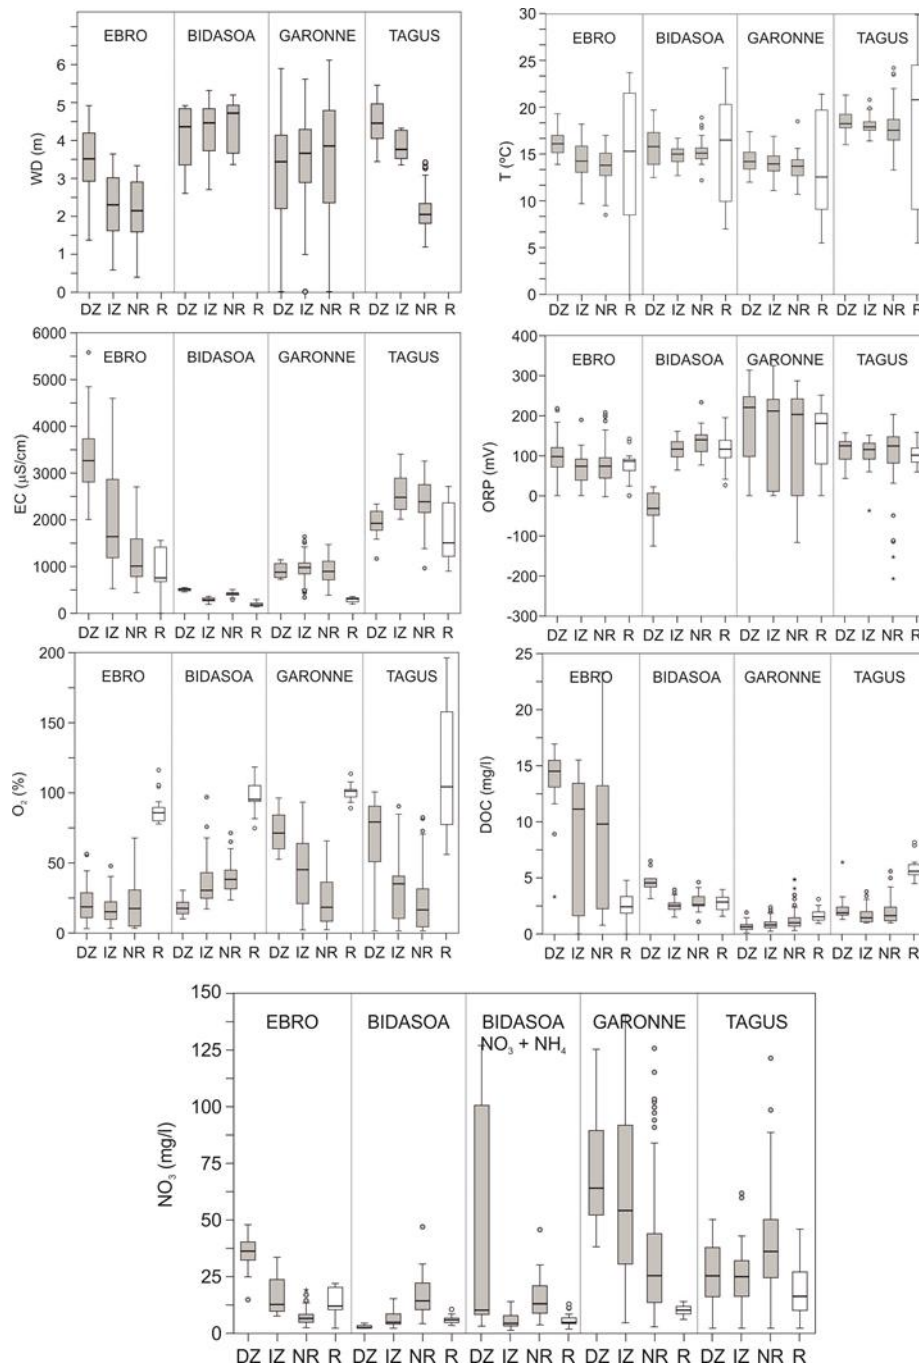 EBRO BIDASOA GARONNE TAGUS
WD (m)
6
5
4
3
2
1
0
DZ IZ NR R DZ IZ NR R DZ IZ NR R DZ IZ NR R
EBRO BIDASOA GARONNE TAGUS
T (°C)
30
25
20
15
10
5
0
DZ IZ NR R DZ IZ NR R DZ IZ NR R DZ IZ NR R
EBRO BIDASOA GARONNE TAGUS
EC (µS/cm)
6000
5000
4000
3000
2000
1000
0
DZ IZ NR R DZ IZ NR R DZ IZ NR R DZ IZ NR R
EBRO BIDASOA GARONNE TAGUS
ORP (mV)
400
300
200
100
0
-100
-200
-300
DZ IZ NR R DZ IZ NR R DZ IZ NR R DZ IZ NR R
EBRO BIDASOA GARONNE TAGUS
O₂ (%)
200
150
100
50
0
DZ IZ NR R DZ IZ NR R DZ IZ NR R DZ IZ NR R
EBRO BIDASOA GARONNE TAGUS
DOC (mg/l)
25
20
15
10
5
0
DZ IZ NR R DZ IZ NR R DZ IZ NR R DZ IZ NR R
EBRO BIDASOA BIDASOA GARONNE TAGUS
NO₃ + NH₄
NO₃ (mg/l)
150
125
100
75
50
25
0
DZ IZ NR R DZ IZ NR R DZ IZ NR R DZ IZ NR R DZ IZ NR R